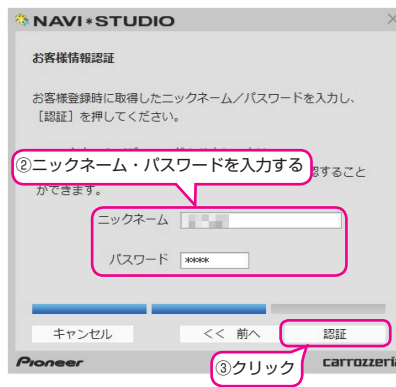 NAVI*STUDIO
お客様情報認証
お客様登録時に取得したニックネーム／パスワードを入力し、
［認証］を押してください。
②ニックネーム・パスワードを入力する
認すること
ができます。
ニックネーム
パスワード ****
キャンセル << 前へ 認証
Pioneer ③クリック carrozzeria